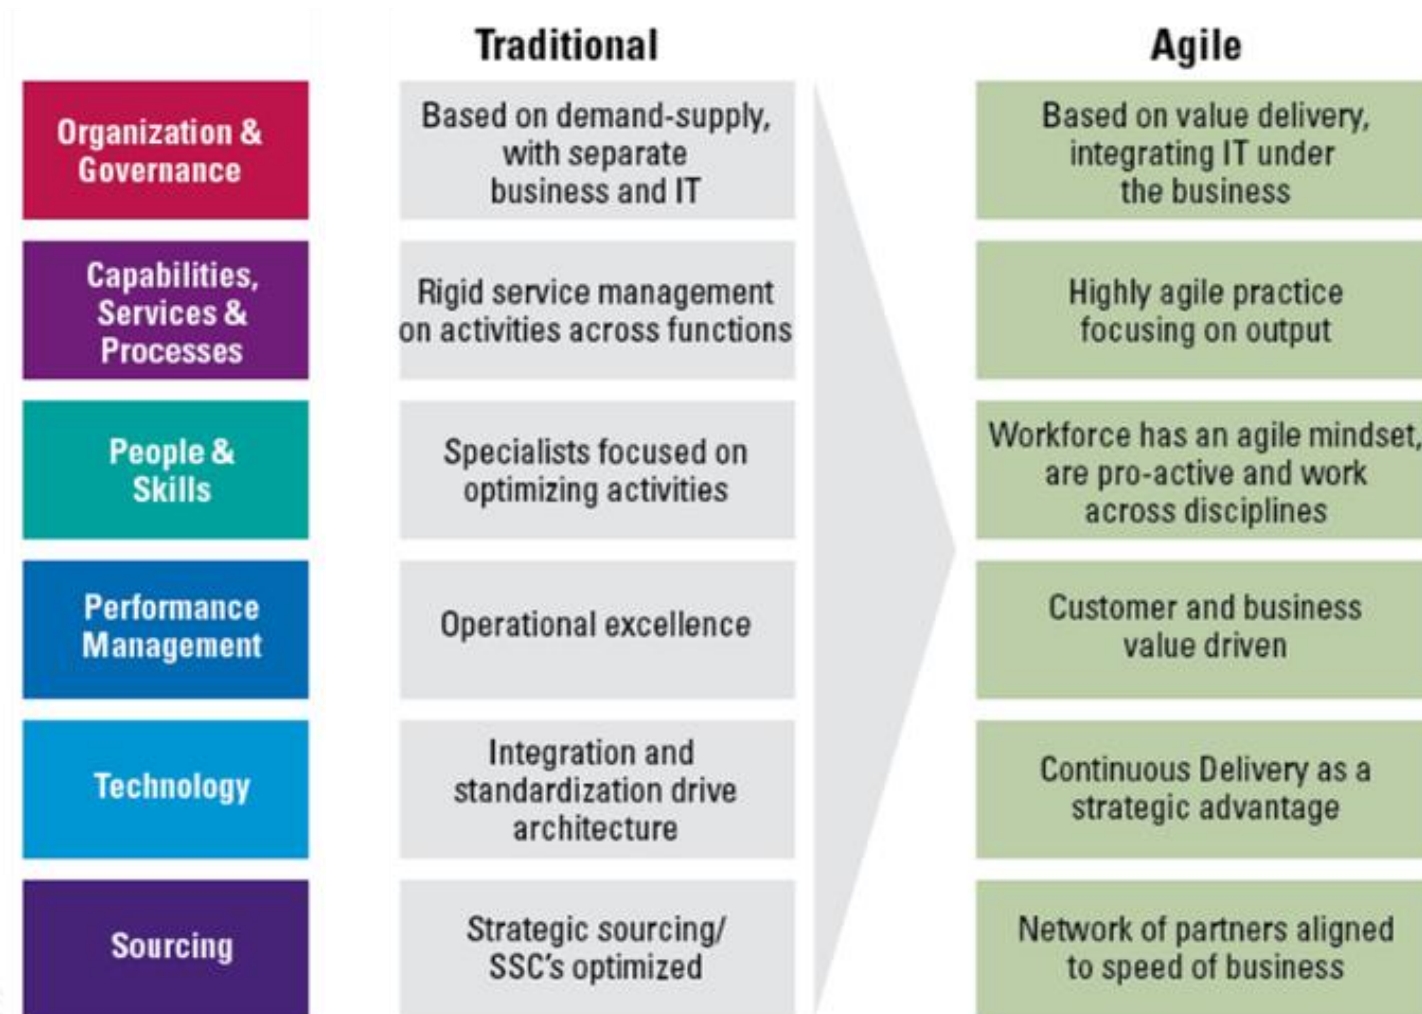 Traditional
Agile
Organization &
Governance
Based on demand-supply,
with separate
business and IT
Based on value delivery,
integrating IT under
the business
Capabilities,
Services &
Processes
Rigid service management
on activities across functions
Highly agile practice
focusing on output
People &
Skills
Specialists focused on
optimizing activities
Workforce has an agile mindset,
are pro-active and work
across disciplines
Performance
Management
Operational excellence
Customer and business
value driven
Technology
Integration and
standardization drive
architecture
Continuous Delivery as a
strategic advantage
Sourcing
Strategic sourcing/
SSC's optimized
Network of partners aligned
to speed of business